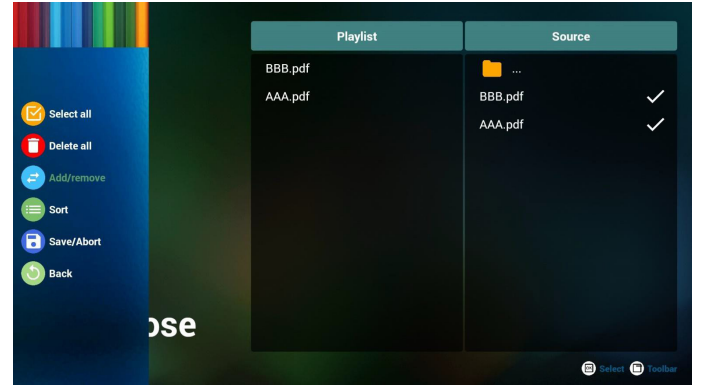 Playlist
Source
BBB.pdf
AAA.pdf
...
BBB.pdf
AAA.pdf
Select all
Delete all
Add/remove
Sort
Save/Abort
Back
ose
Select
Toolbar